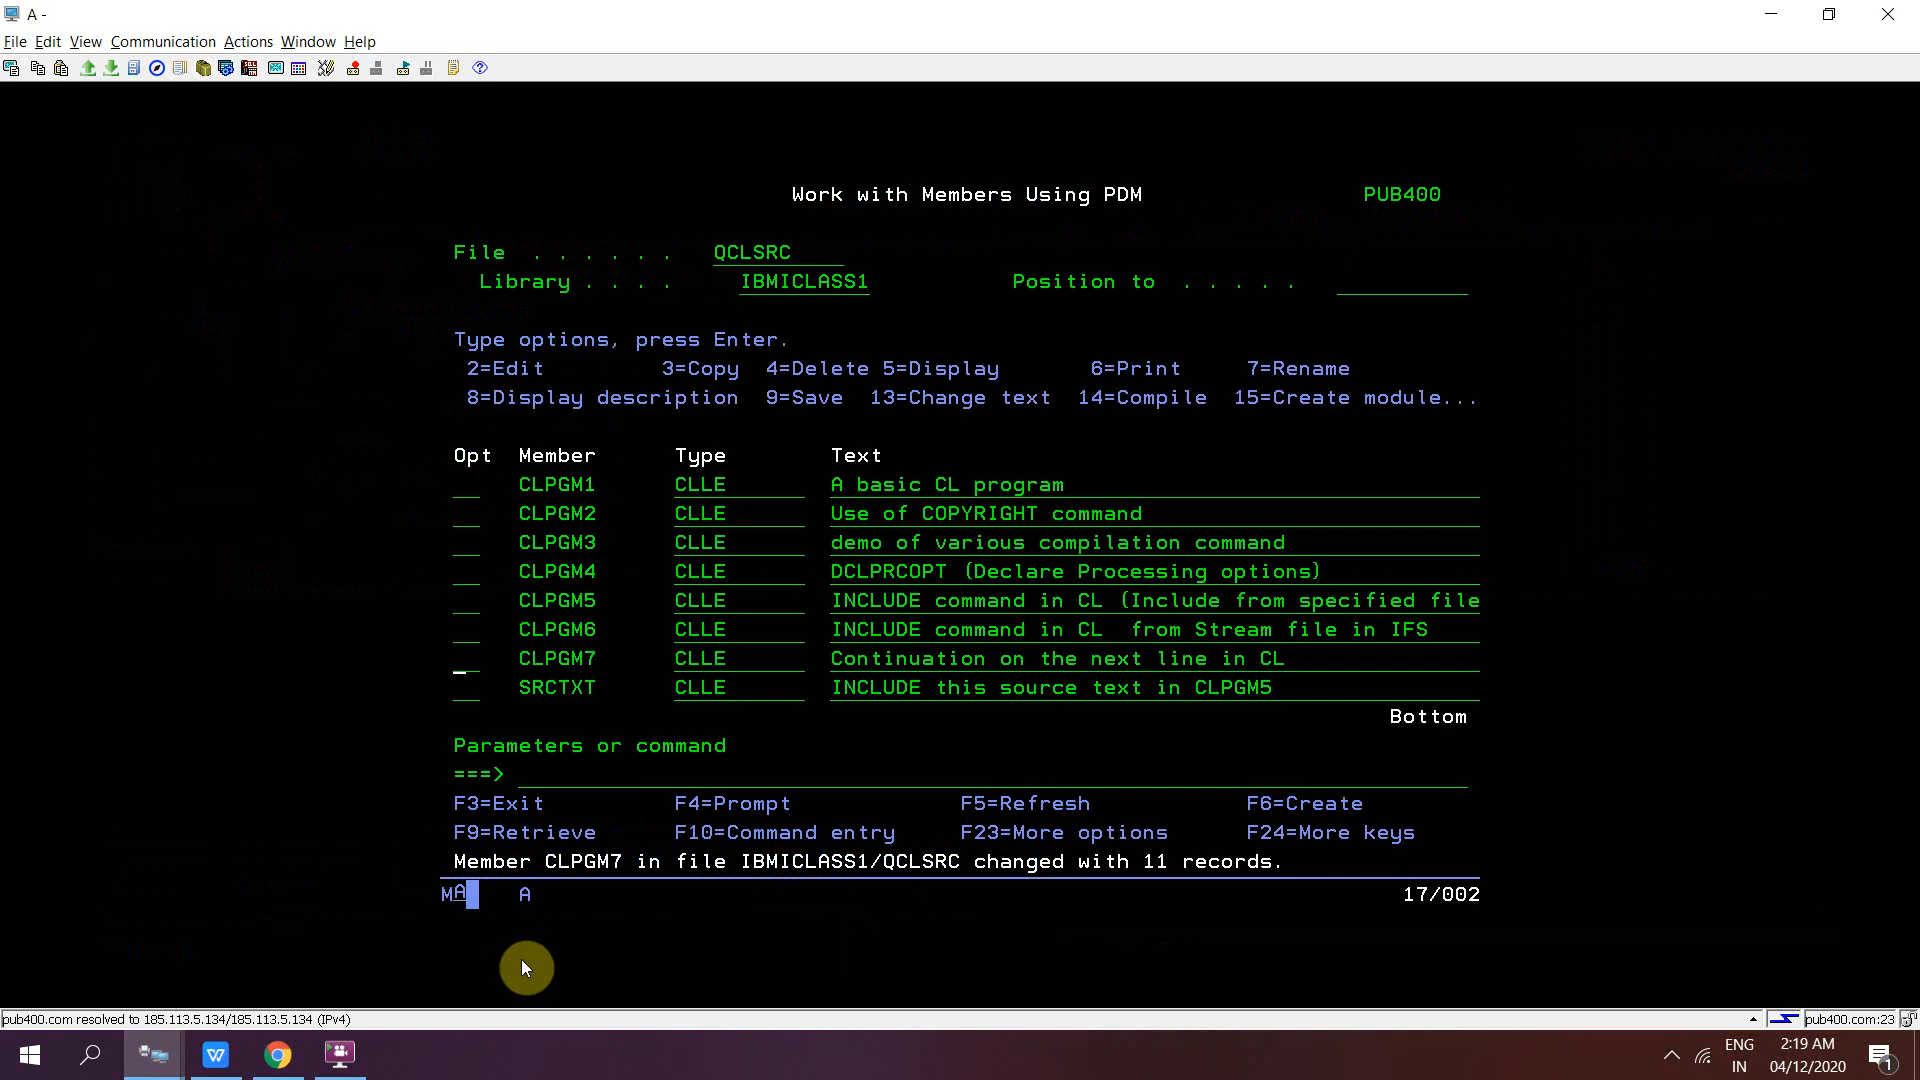 A -
File Edit View Communication Actions Window Help
Work with Members Using PDM PUB400
File . . . . . . QCLSRC
Library . . . . IBMICLASS1 Position to . . . . .
Type options, press Enter.
2=Edit 3=Copy 4=Delete 5=Display 6=Print 7=Rename
8=Display description 9=Save 13=Change text 14=Compile 15=Create module...
Opt Member Type Text
CLPGM1 CLLE A basic CL program
CLPGM2 CLLE Use of COPYRIGHT command
CLPGM3 CLLE demo of various compilation command
CLPGM4 CLLE DCLPRCOPT (Declare Processing options)
CLPGM5 CLLE INCLUDE command in CL (Include from specified file
CLPGM6 CLLE INCLUDE command in CL from Stream file in IFS
CLPGM7 CLLE Continuation on the next line in CL
SRCTXT CLLE INCLUDE this source text in CLPGM5
Bottom
Parameters or command
===>
F3=Exit F4=Prompt F5=Refresh F6=Create
F9=Retrieve F10=Command entry F23=More options F24=More keys
Member CLPGM7 in file IBMICLASS1/QCLSRC changed with 11 records.
MA A 17/002
pub400.com resolved to 185.113.5.134/185.113.5.134 (IPv4) pub400.com:23
W ENG 2:19 AM
IN 04/12/2020 1